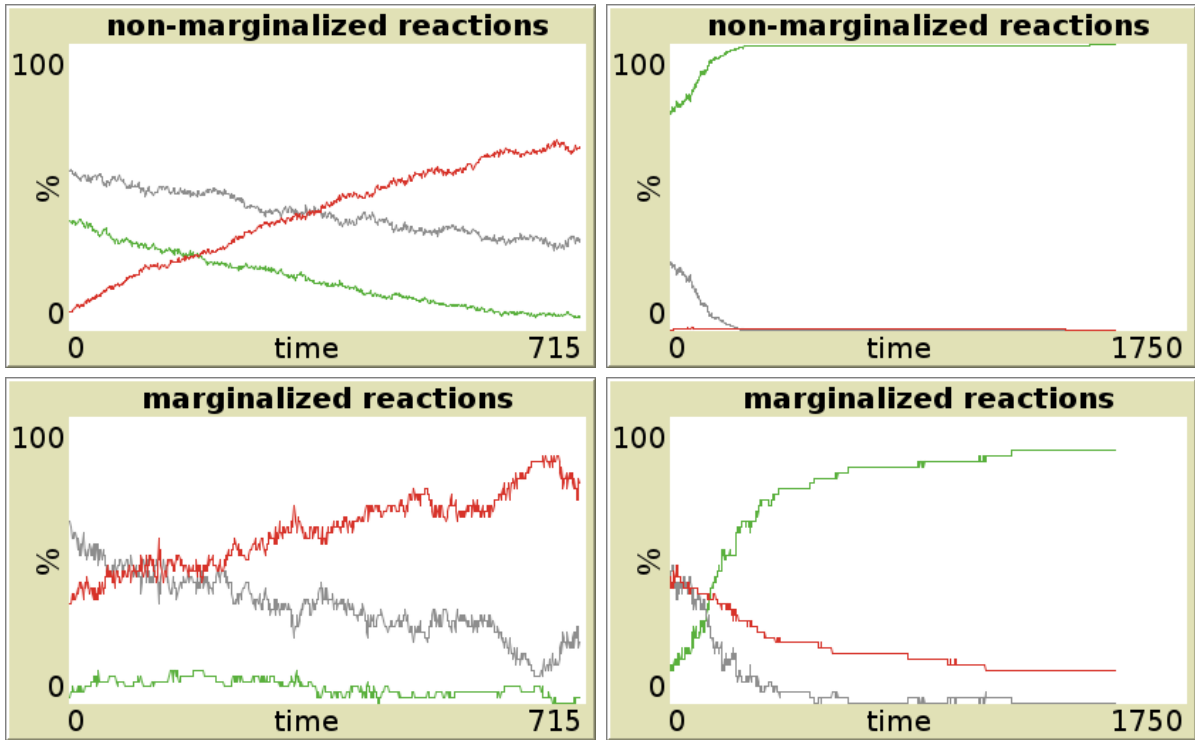 non-marginalized reactions
100
%
0
0 time 715
non-marginalized reactions
100
%
0
0 time 1750
marginalized reactions
100
%
0
0 time 715
marginalized reactions
100
%
0
0 time 1750